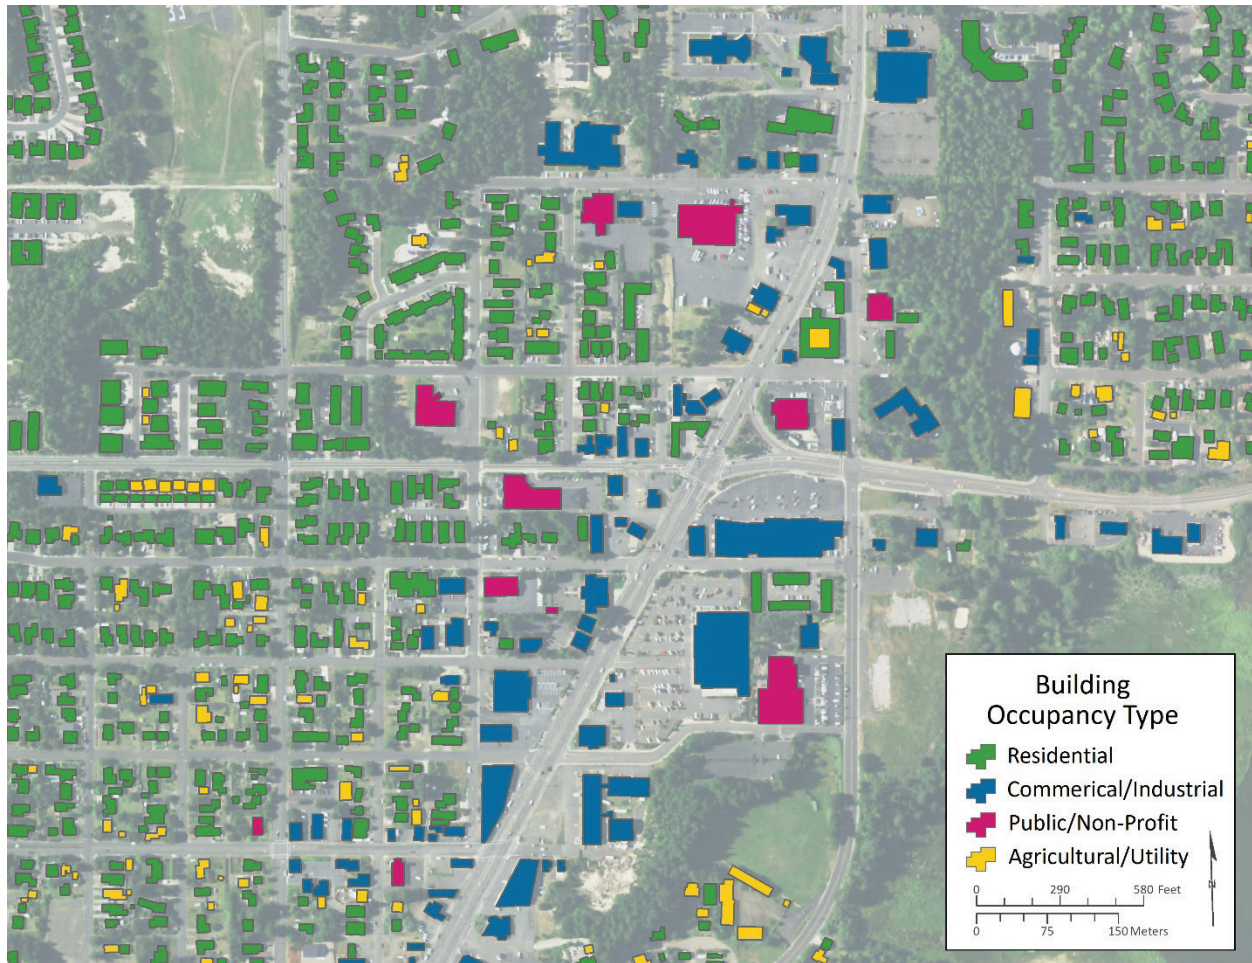 Building
Occupancy Type
Residential
Commerical/Industrial
Public/Non-Profit
Agricultural/Utility
0 290 580 Feet
0 75 150 Meters
N